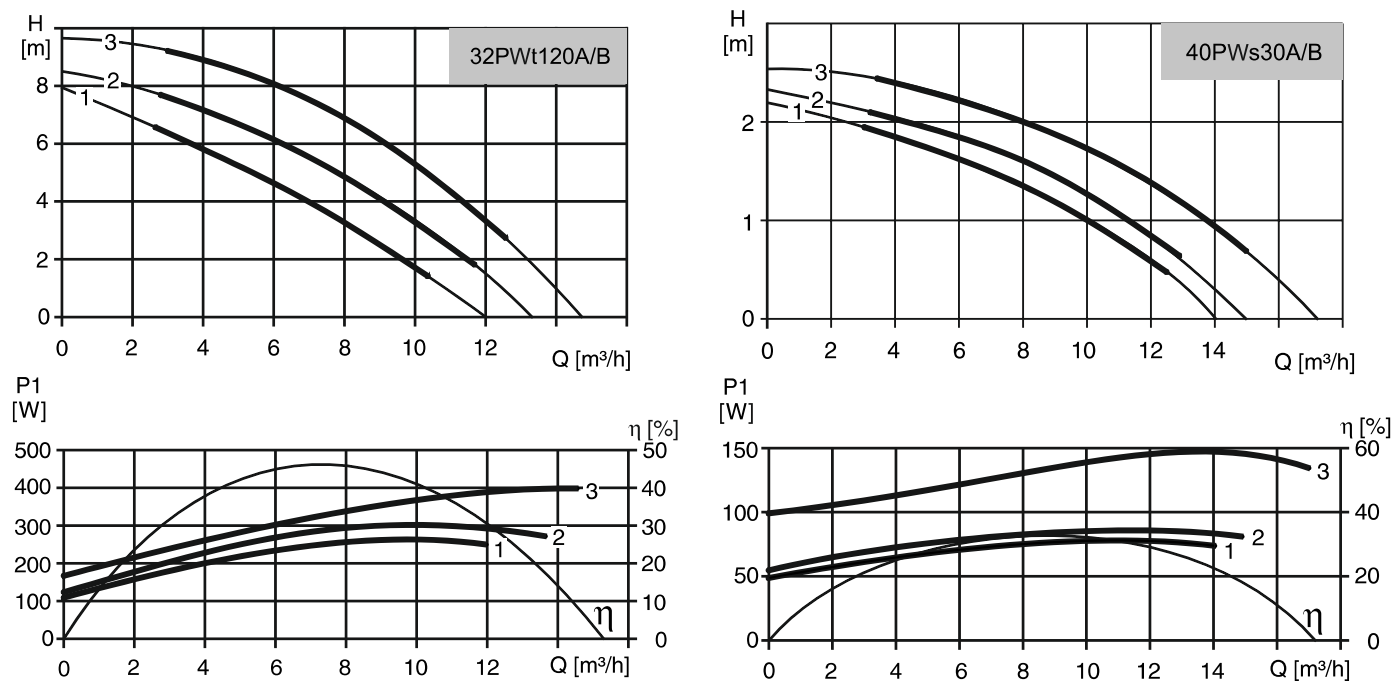 H
[m]
32PWt120A/B
3
2
1
8
6
4
2
0
0 2 4 6 8 10 12 Q [m³/h]
P1
[W]
η [%]
500 50
400 40
300 30
200 20
100 10
0 0
3
2
1
η
0 2 4 6 8 10 12 Q [m³/h]
H
[m]
40PWs30A/B
3
2
1
2
1
0
0 2 4 6 8 10 12 14 Q [m³/h]
P1
[W]
η [%]
150 60
100 40
50 20
0 0
3
2
1
η
0 2 4 6 8 10 12 14 Q [m³/h]